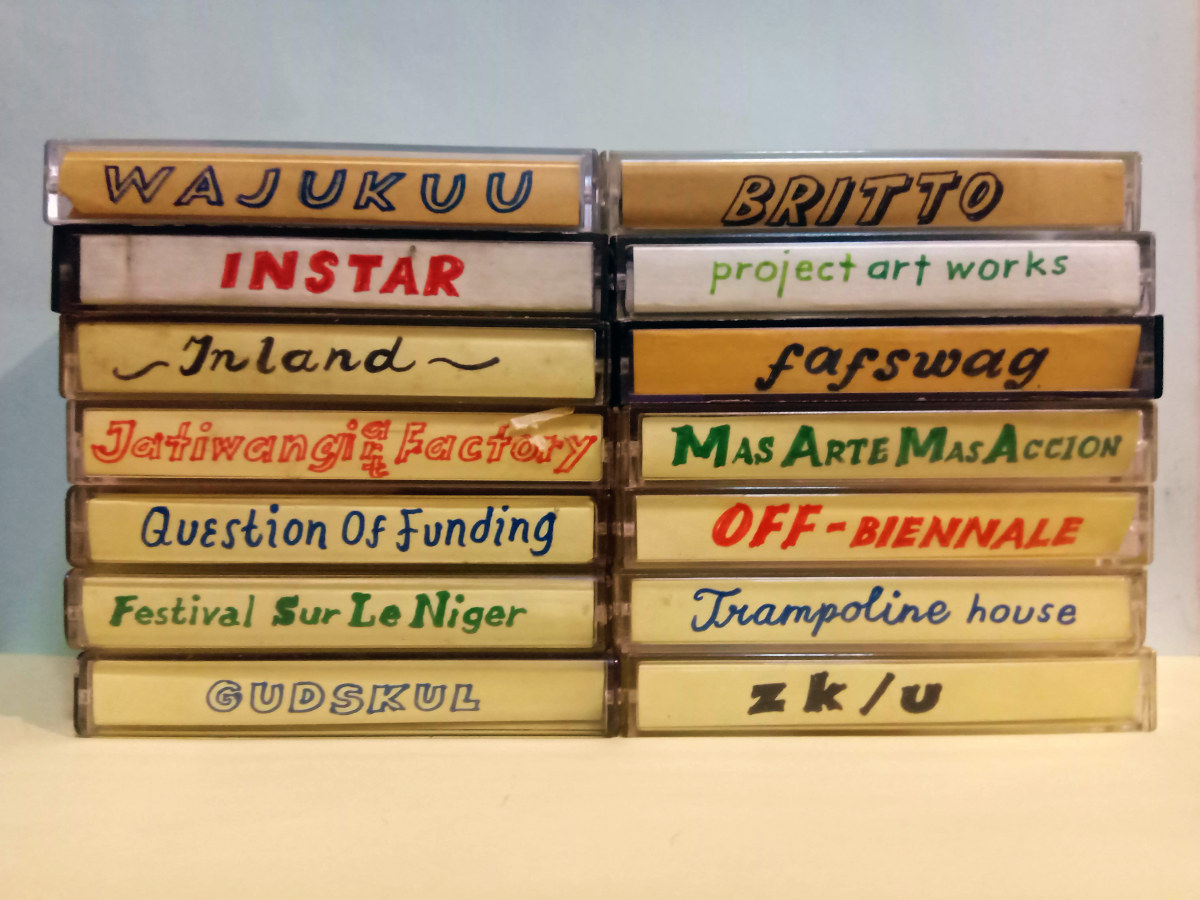 WAJUKUU
INSTAR
Inland
Jatiwangi art Factory
Question Of Funding
Festival Sur Le Niger
GUDSKUL
BRITTO
project art works
fafswag
MAS ARTE MAS ACCION
OFF-BIENNALE
Trampoline house
zk/u